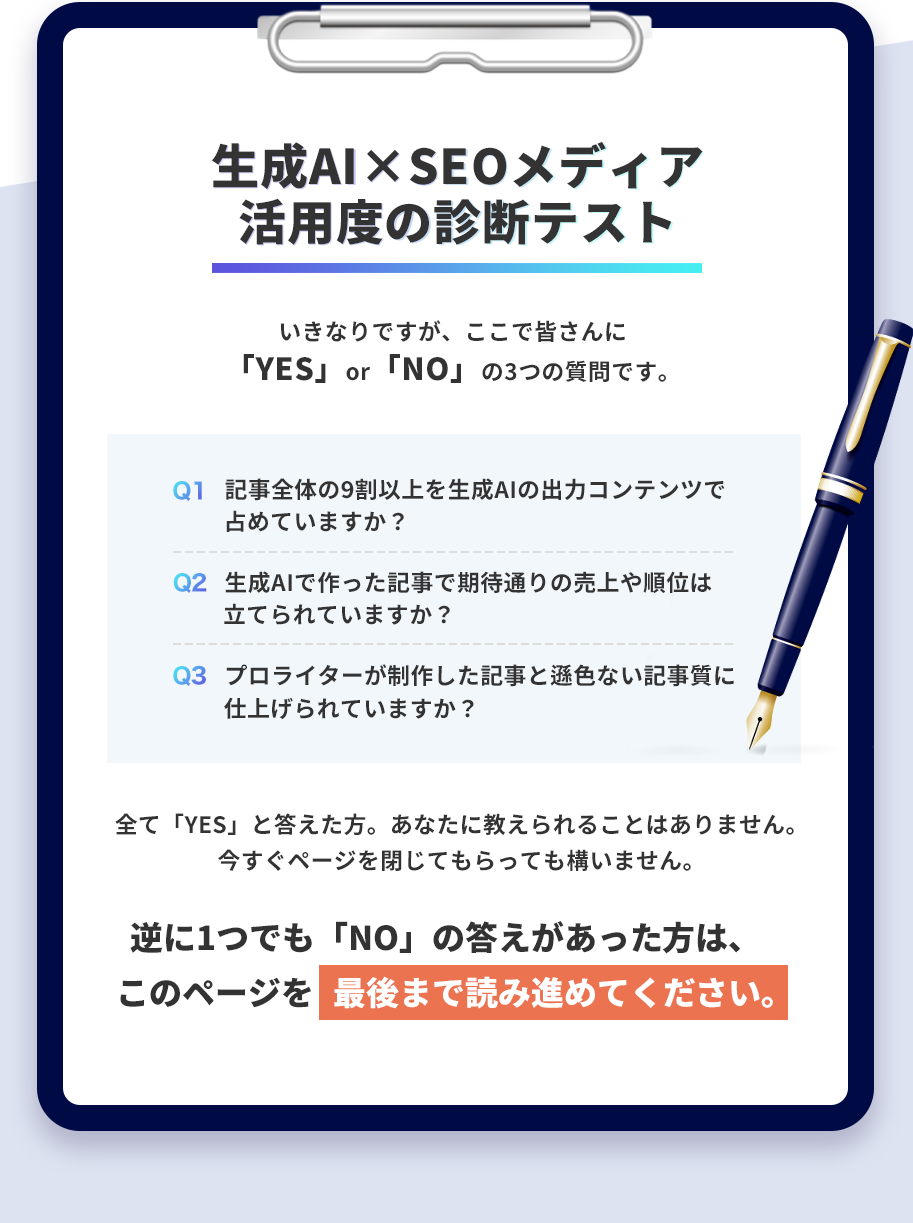 生成AI×SEOメディア
活用度の診断テスト
いきなりですが、ここで皆さんに
「YES」or「NO」の3つの質問です。
Q1 記事全体の9割以上を生成AIの出力コンテンツで
占めていますか？
Q2 生成AIで作った記事で期待通りの売上や順位は
立てられていますか？
Q3 プロライターが制作した記事と遜色ない記事質に
仕上げられていますか？
全て「YES」と答えた方。あなたに教えられることはありません。
今すぐページを閉じてもらっても構いません。
逆に1つでも「NO」の答えがあった方は、
このページを 最後まで読み進めてください。